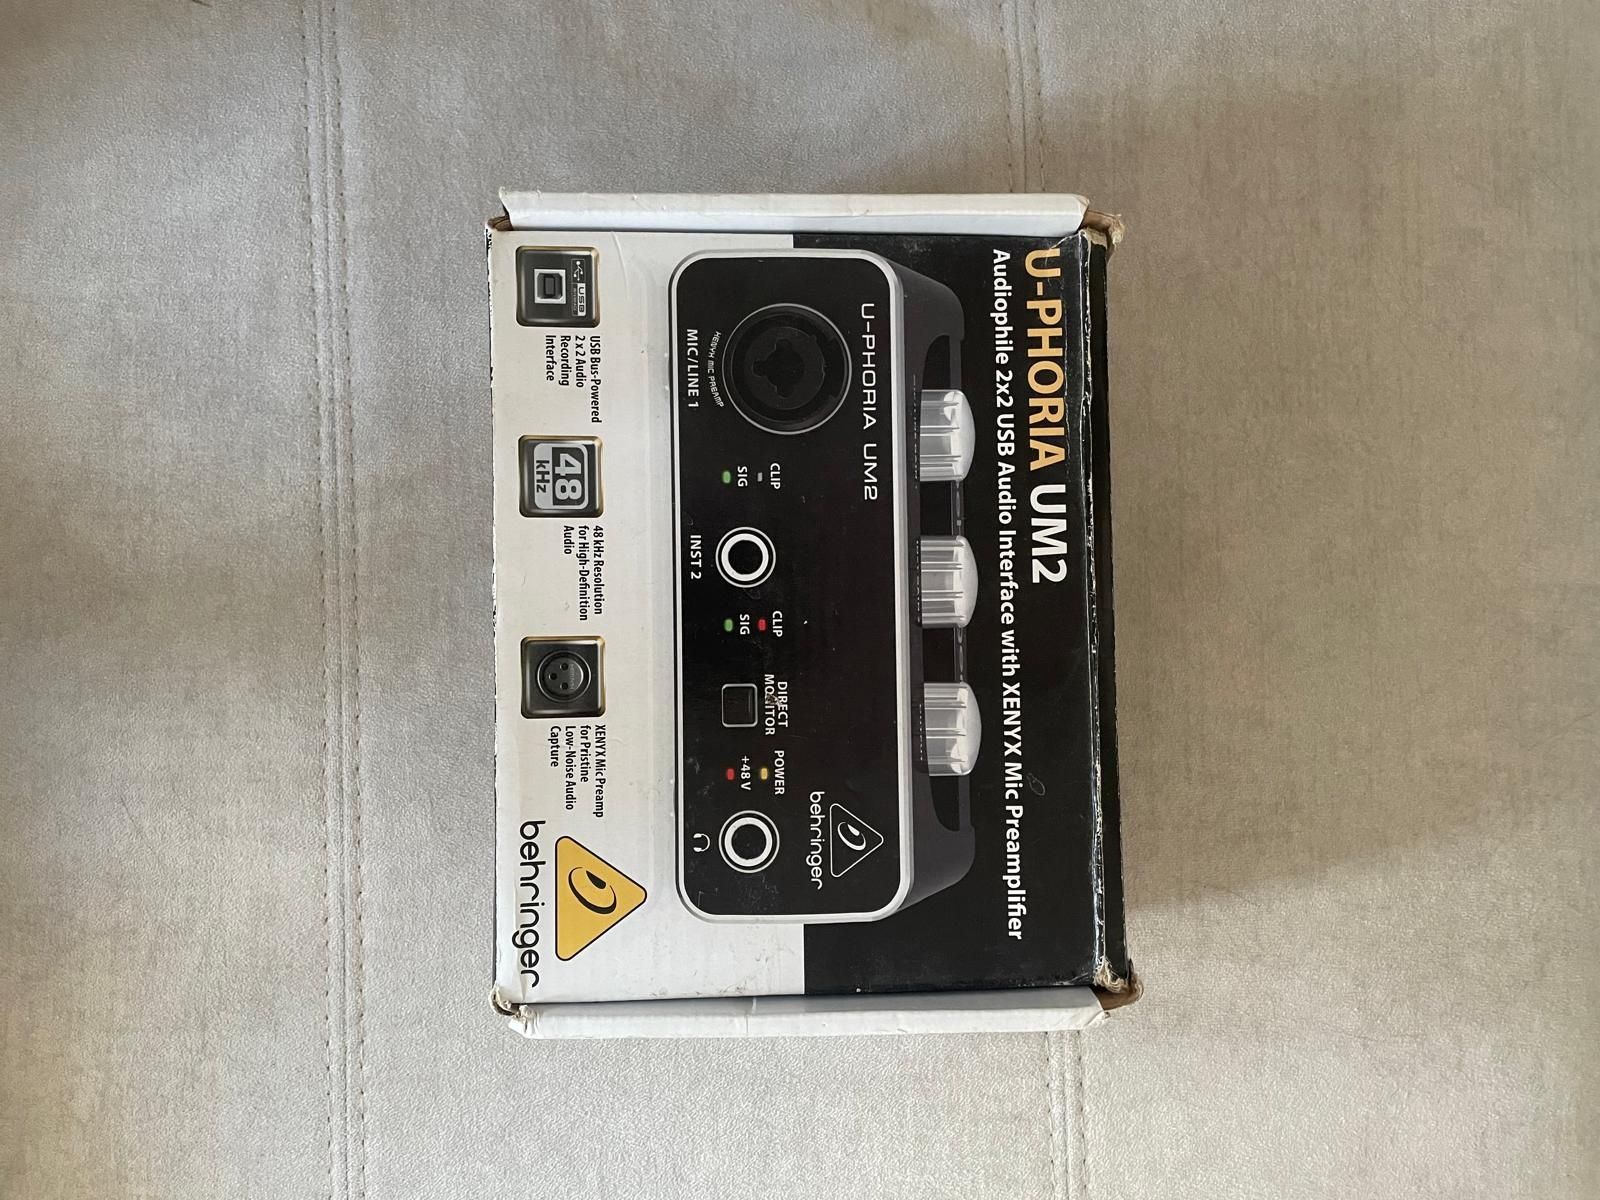 U-PHORIA UM2
Audiophile 2x2 USB Audio Interface with XENYX Mic Preamplifier
U-PHORIA UM2
behringer
XENYX MIC PREAMP
MIC/LINE 1
CLIP
SIG
INST 2
CLIP
SIG
DIRECT
MONITOR
POWER
+48 V
USB
USB Bus-Powered
2 x 2 Audio
Recording
Interface
48
kHz
48 kHz Resolution
for High-Definition
Audio
XENYX Mic Preamp
for Pristine
Low-Noise Audio
Capture
behringer